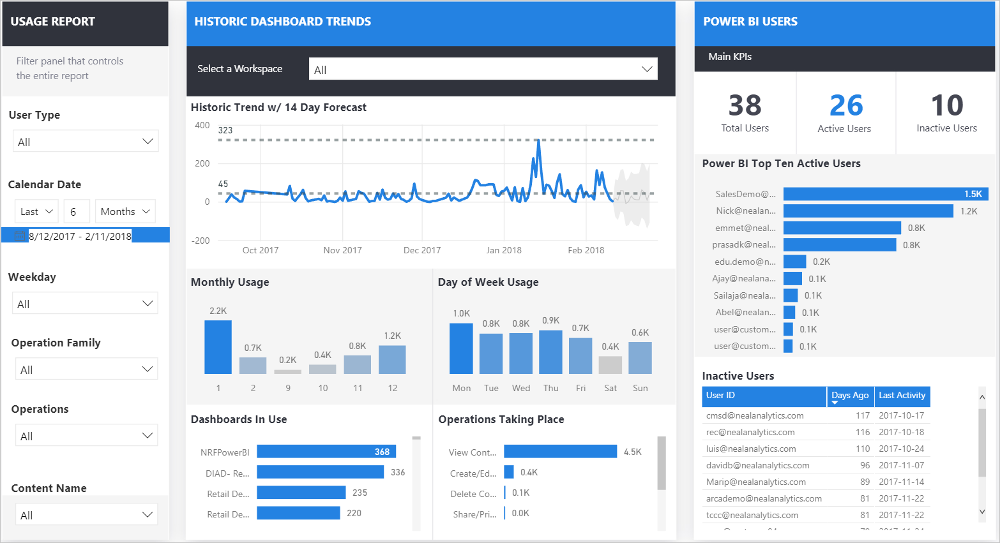 USAGE REPORT
Filter panel that controls
the entire report
User Type
All
Calendar Date
Last 6 Months
8/12/2017 - 2/11/2018
Weekday
All
Operation Family
All
Operations
All
Content Name
All
HISTORIC DASHBOARD TRENDS
Select a Workspace All
Historic Trend w/ 14 Day Forecast
400
323
200
45
0
-200
Oct 2017 Nov 2017 Dec 2017 Jan 2018 Feb 2018
Monthly Usage
2.2K 0.7K 0.2K 0.4K 0.8K 1.2K
1 2 9 10 11 12
Day of Week Usage
1.0K 0.8K 0.8K 0.9K 0.7K 0.4K 0.6K
Mon Tue Wed Thu Fri Sat Sun
Dashboards In Use
NRFPowerBI 368
DIAD- Re... 336
Retail De... 235
Retail De... 220
Operations Taking Place
View Cont... 4.5K
Create/Ed... 0.4K
Delete Co... 0.1K
Share/Pri... 0.0K
POWER BI USERS
Main KPIs
38 26 10
Total Users Active Users Inactive Users
Power BI Top Ten Active Users
SalesDemo@... 1.5K
Nick@nealan... 1.2K
emmet@neal... 0.8K
prasadk@neal... 0.8K
edu.demo@n... 0.2K
Ajay@nealana... 0.1K
Sailaja@neala... 0.1K
Abel@nealan... 0.1K
user@custom... 0.1K
user@custom... 0.1K
Inactive Users
User ID Days Ago Last Activity
cmsd@nealanalytics.com 117 2017-10-17
rec@nealanalytics.com 116 2017-10-18
luis@nealanalytics.com 110 2017-10-24
davidb@nealanalytics.com 96 2017-11-07
Marip@nealanalytics.com 89 2017-11-14
arcademo@nealanalytics.com 81 2017-11-22
tccc@nealanalytics.com 81 2017-11-22